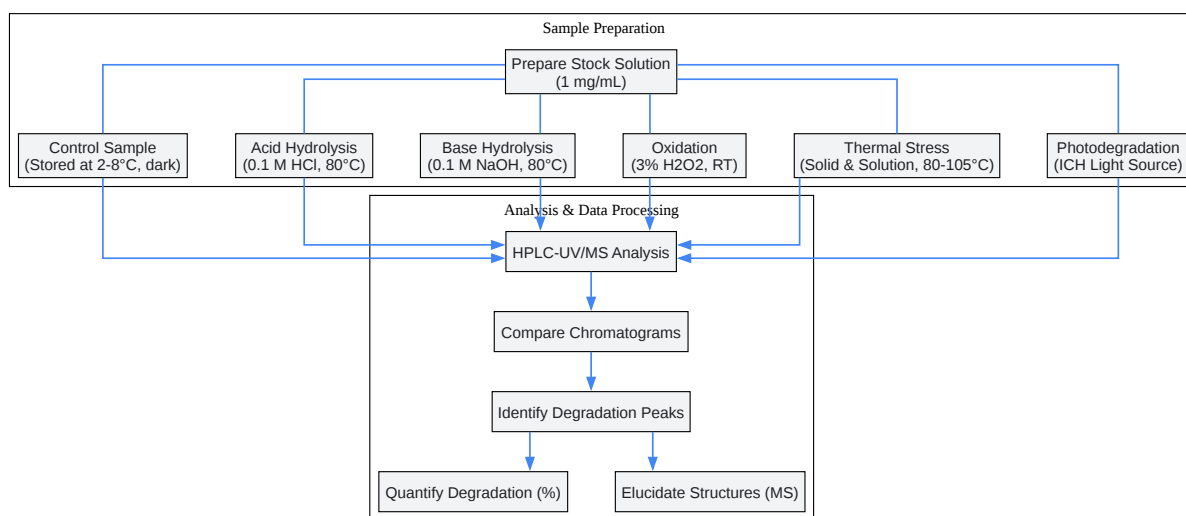 Sample Preparation
Prepare Stock Solution
(1 mg/mL)
Control Sample
(Stored at 2-8°C, dark)
Acid Hydrolysis
(0.1 M HCl, 80°C)
Base Hydrolysis
(0.1 M NaOH, 80°C)
Oxidation
(3% H2O2, RT)
Thermal Stress
(Solid & Solution, 80-105°C)
Photodegradation
(ICH Light Source)
Analysis & Data Processing
HPLC-UV/MS Analysis
Compare Chromatograms
Identify Degradation Peaks
Quantify Degradation (%)
Elucidate Structures (MS)